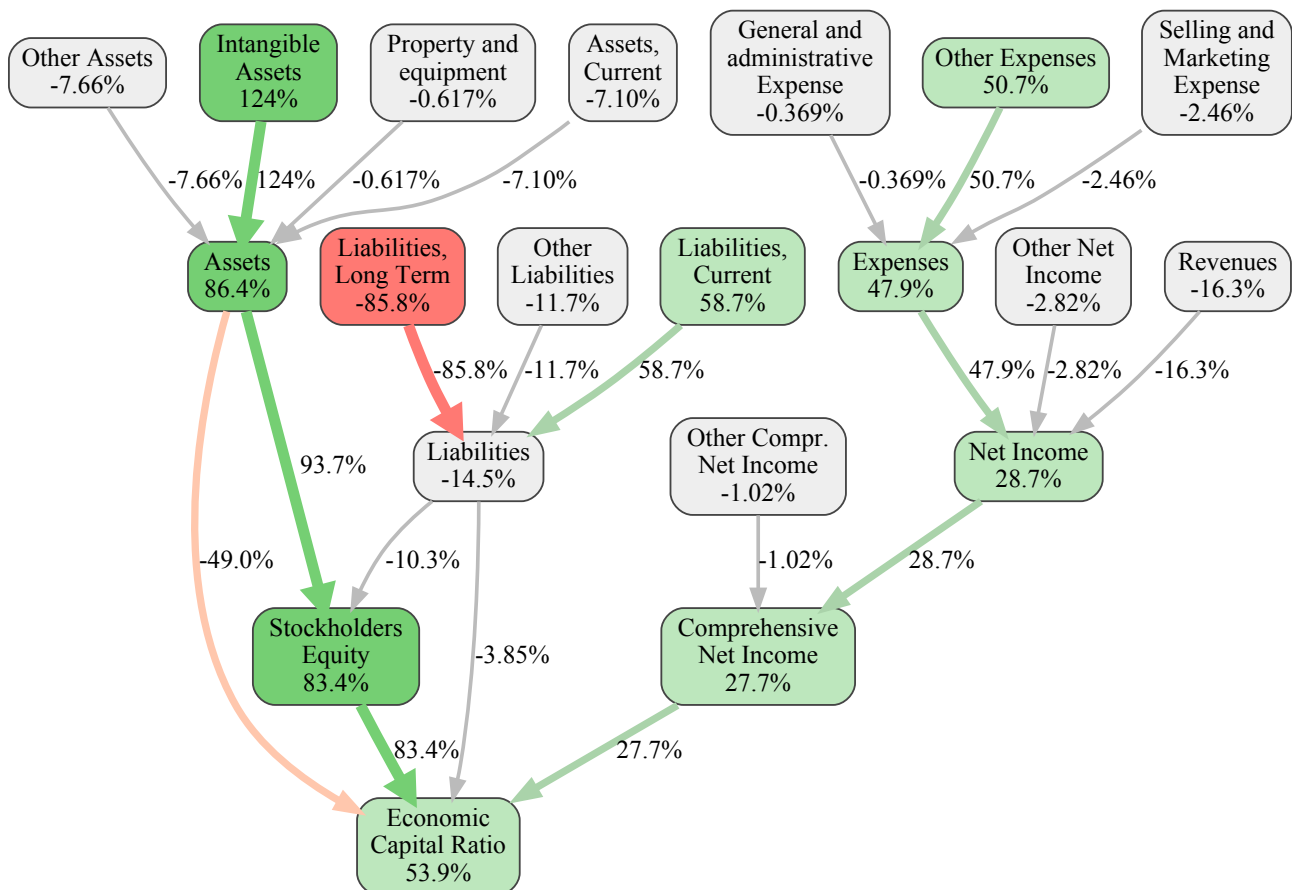 Other Assets
-7.66%
Intangible
Assets
124%
Property and
equipment
-0.617%
Assets,
Current
-7.10%
General and
administrative
Expense
-0.369%
Other Expenses
50.7%
Selling and
Marketing
Expense
-2.46%
-7.66%
124%
-0.617%
-7.10%
-0.369%
50.7%
-2.46%
Assets
86.4%
Liabilities,
Long Term
-85.8%
Other
Liabilities
-11.7%
Liabilities,
Current
58.7%
Expenses
47.9%
Other Net
Income
-2.82%
Revenues
-16.3%
-85.8%
-11.7%
58.7%
47.9%
-2.82%
-16.3%
93.7%
Liabilities
-14.5%
Other Compr.
Net Income
-1.02%
Net Income
28.7%
-49.0%
-10.3%
-1.02%
28.7%
Stockholders
Equity
83.4%
-3.85%
Comprehensive
Net Income
27.7%
83.4%
27.7%
Economic
Capital Ratio
53.9%